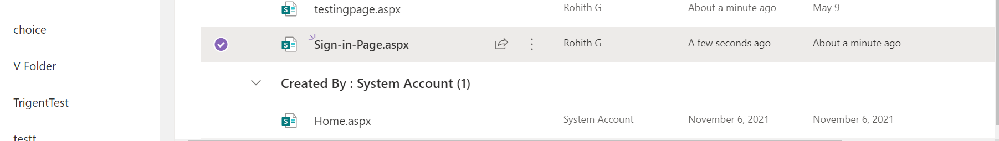 testingpage.aspx Rohith G About a minute ago May 9
choice
Sign-in-Page.aspx Rohith G A few seconds ago About a minute ago
V Folder
Created By : System Account (1)
TrigentTest
Home.aspx System Account November 6, 2021 November 6, 2021
testt